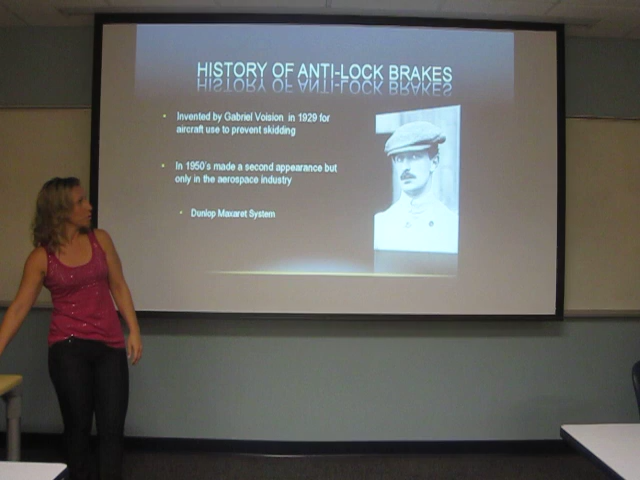 HISTORY OF ANTI-LOCK BRAKES
Invented by Gabriel Voision in 1929 for
aircraft use to prevent skidding
In 1950's made a second appearance but
only in the aerospace industry
Dunlop Maxaret System